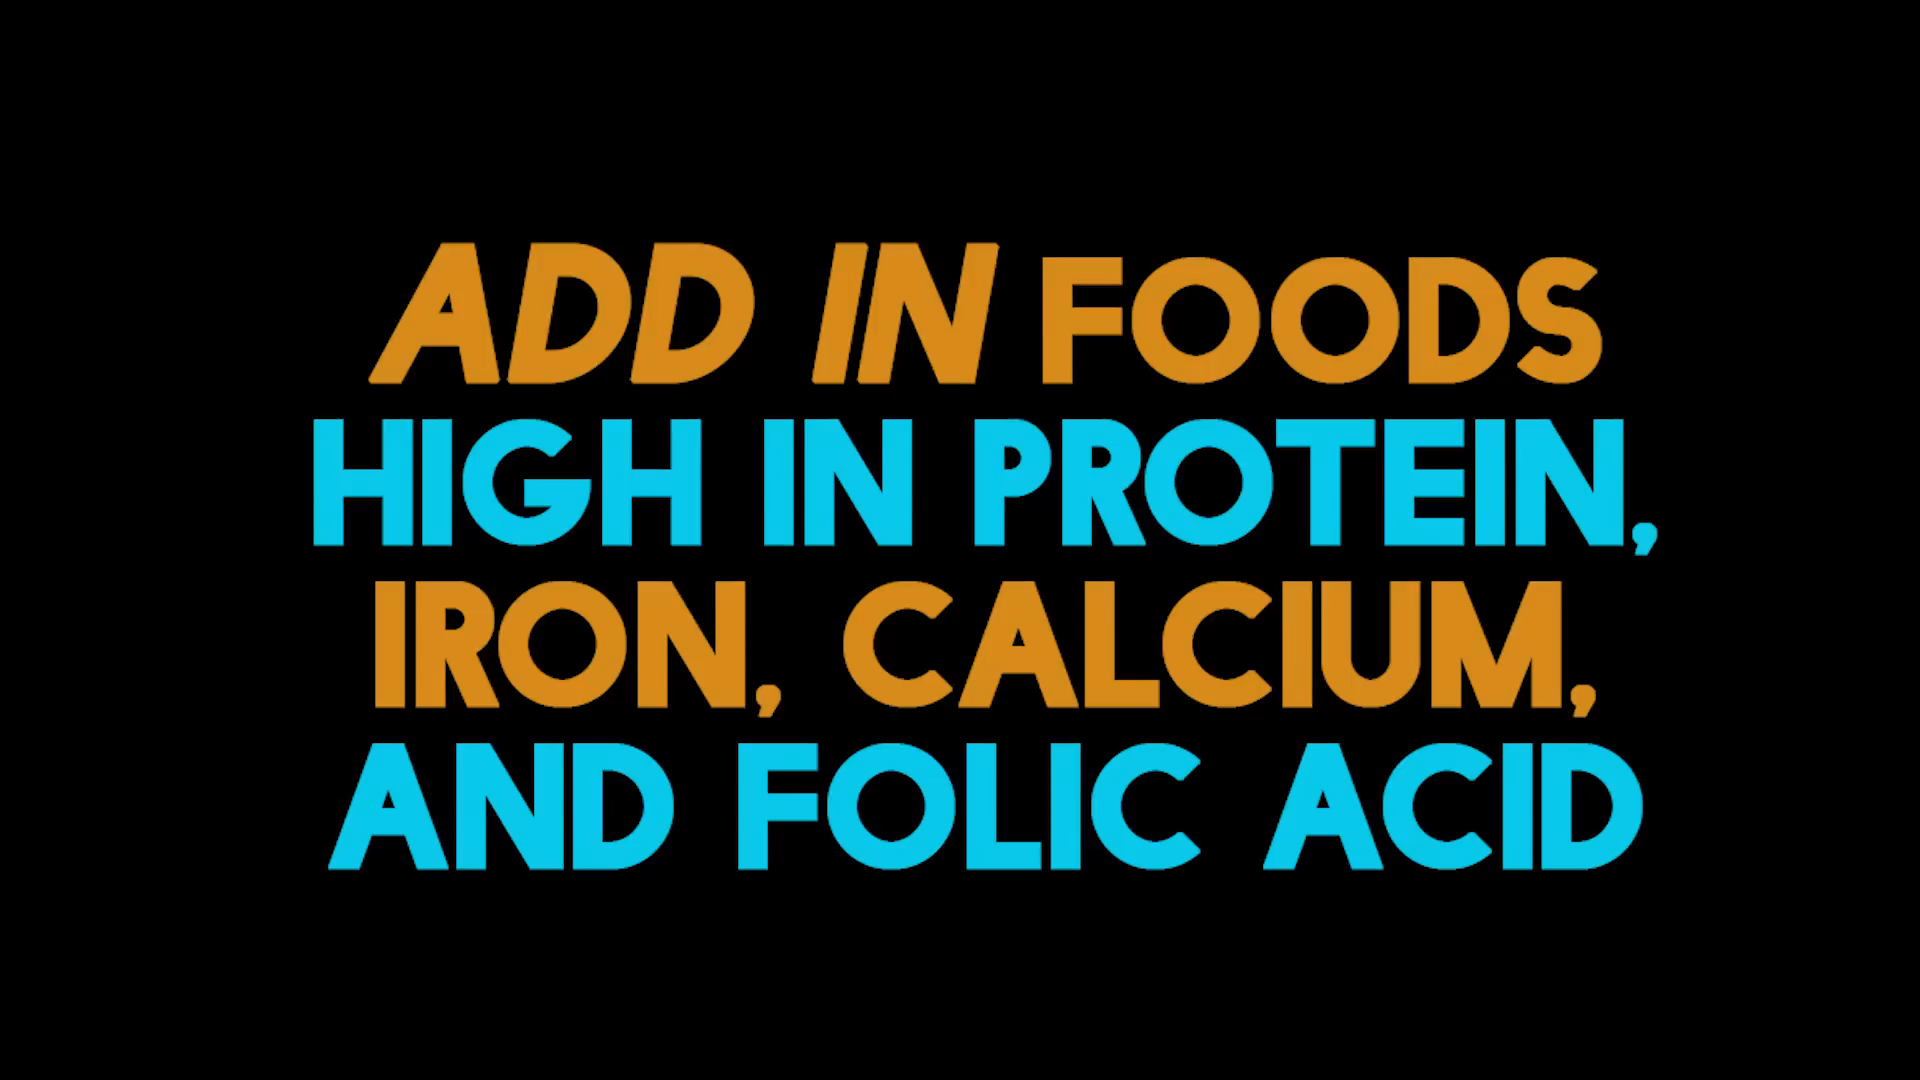 ADD IN FOODS
HIGH IN PROTEIN,
IRON, CALCIUM,
AND FOLIC ACID